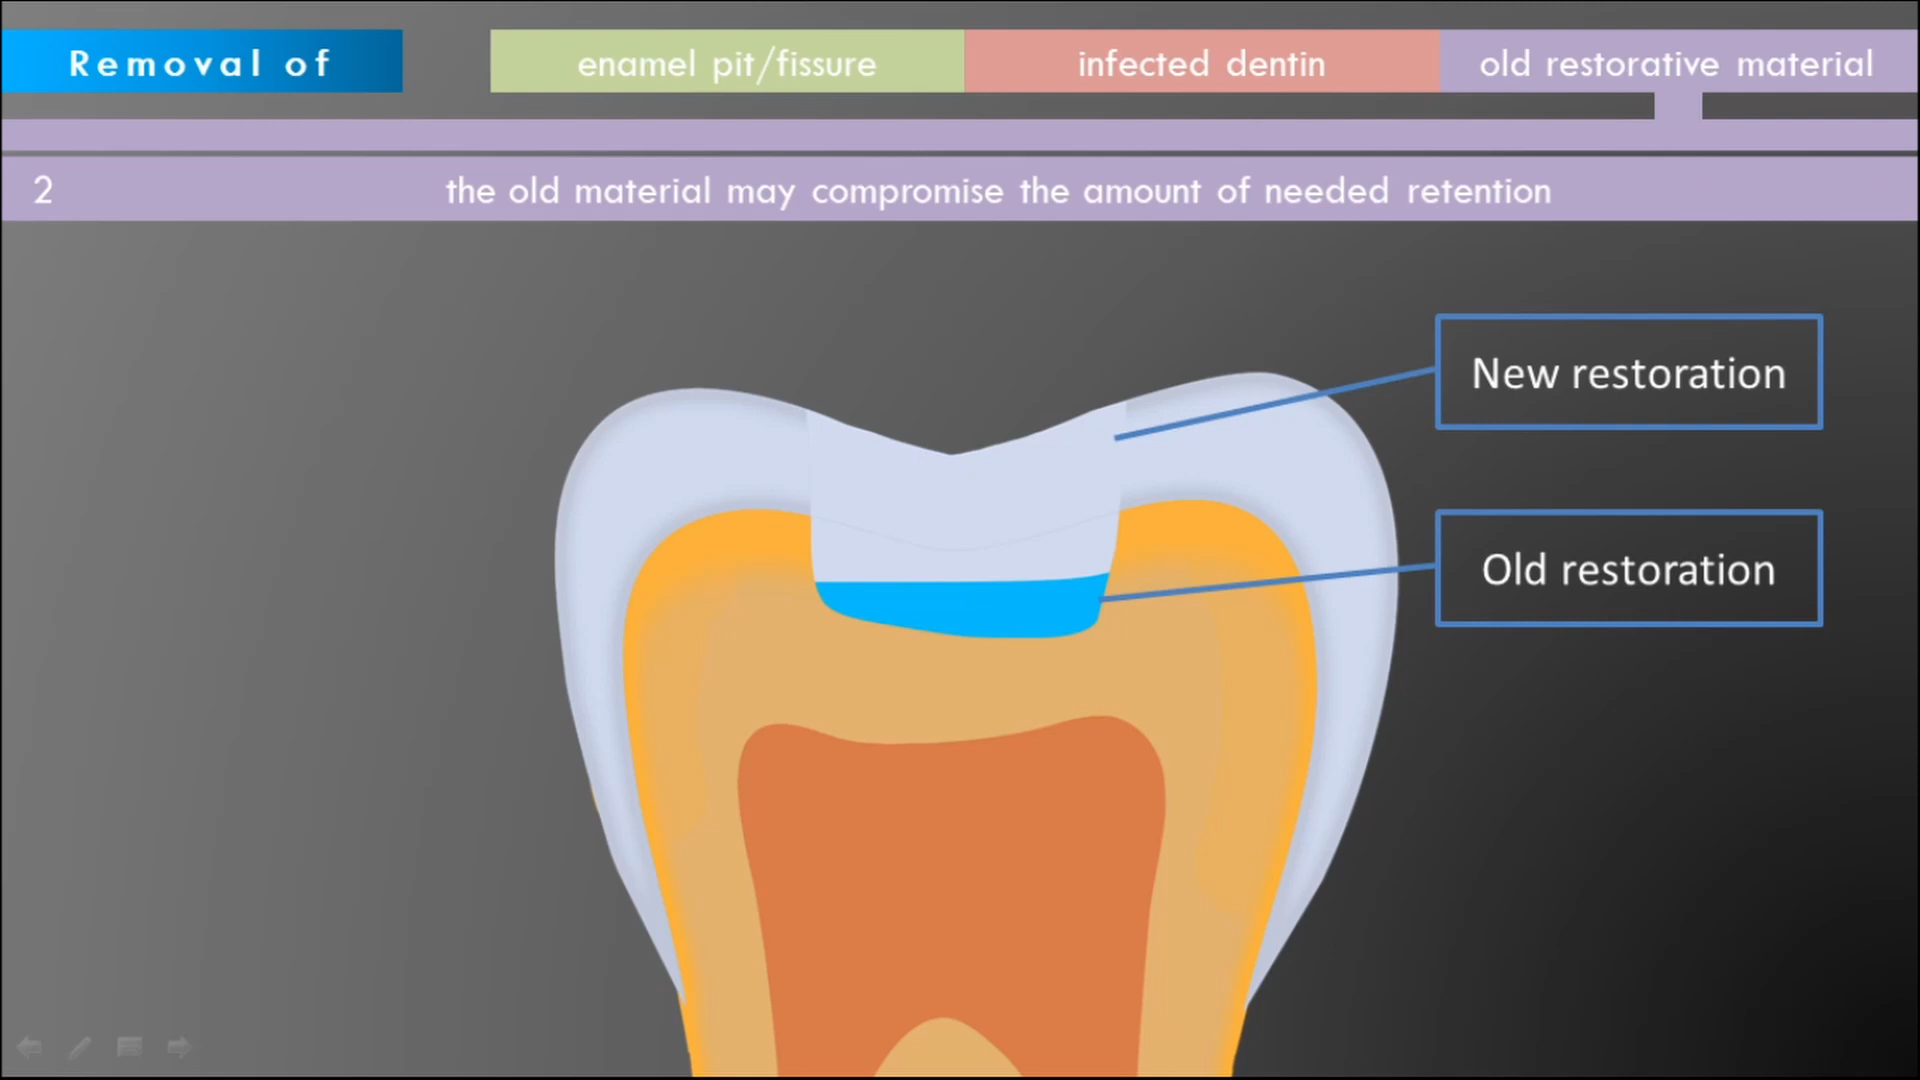 Removal of
enamel pit/fissure
infected dentin
old restorative material
2
the old material may compromise the amount of needed retention
New restoration
Old restoration